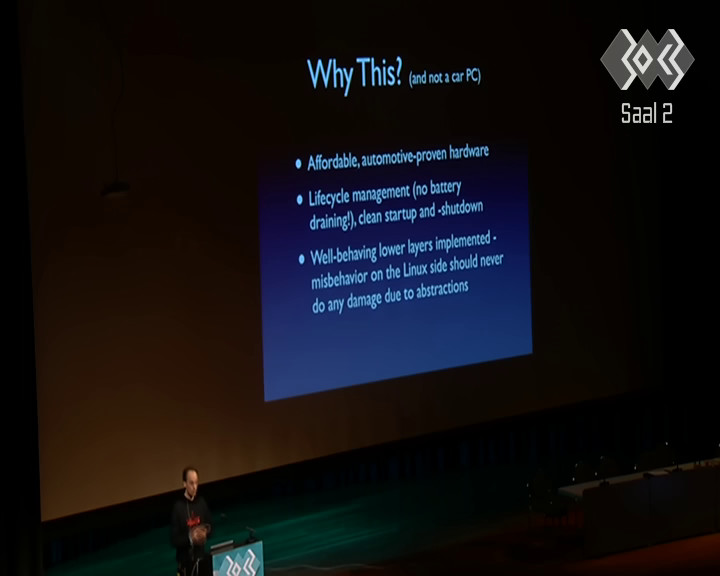 Why This? (and not a car PC)
• Affordable, automotive-proven hardware
• Lifecycle management (no battery
draining!), clean startup and -shutdown
• Well-behaving lower layers implemented -
misbehavior on the Linux side should never
do any damage due to abstractions
30C3
Saal 2
30C3